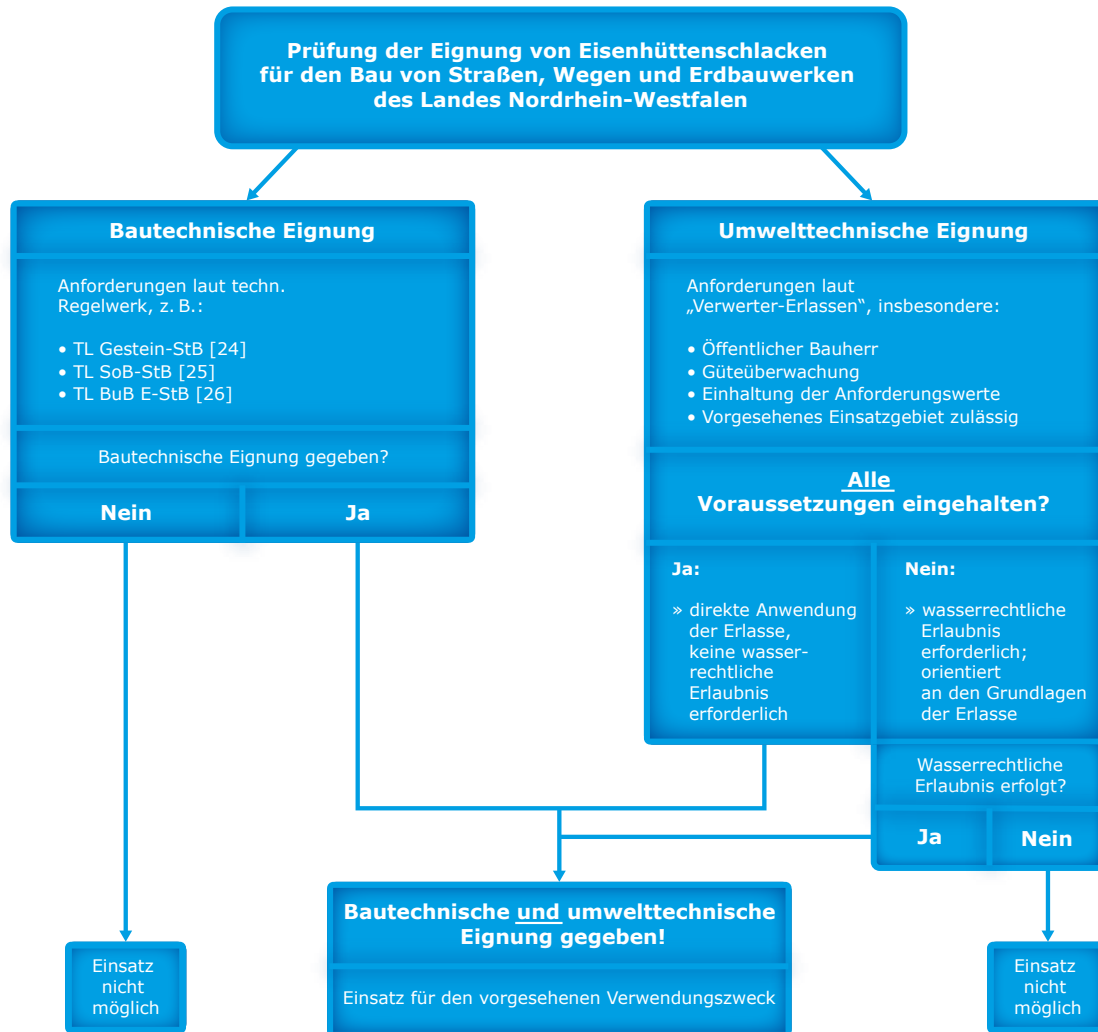 Prüfung der Eignung von Eisenhüttenschlacken
für den Bau von Straßen, Wegen und Erdbauwerken
des Landes Nordrhein-Westfalen
Bautechnische Eignung
Anforderungen laut techn.
Regelwerk, z. B.:
• TL Gestein-StB [24]
• TL SoB-StB [25]
• TL BuB E-StB [26]
Bautechnische Eignung gegeben?
Nein
Ja
Umwelttechnische Eignung
Anforderungen laut
„Verwerter-Erlassen“, insbesondere:
• Öffentlicher Bauherr
• Güteüberwachung
• Einhaltung der Anforderungswerte
• Vorgesehenes Einsatzgebiet zulässig
Alle
Voraussetzungen eingehalten?
Ja:
» direkte Anwendung
der Erlasse,
keine wasser-
rechtliche
Erlaubnis
erforderlich
Nein:
» wasserrechtliche
Erlaubnis
erforderlich;
orientiert
an den Grundlagen
der Erlasse
Wasserrechtliche
Erlaubnis erfolgt?
Ja
Nein
Einsatz
nicht
möglich
Bautechnische und umwelttechnische
Eignung gegeben!
Einsatz für den vorgesehenen Verwendungszweck
Einsatz
nicht
möglich